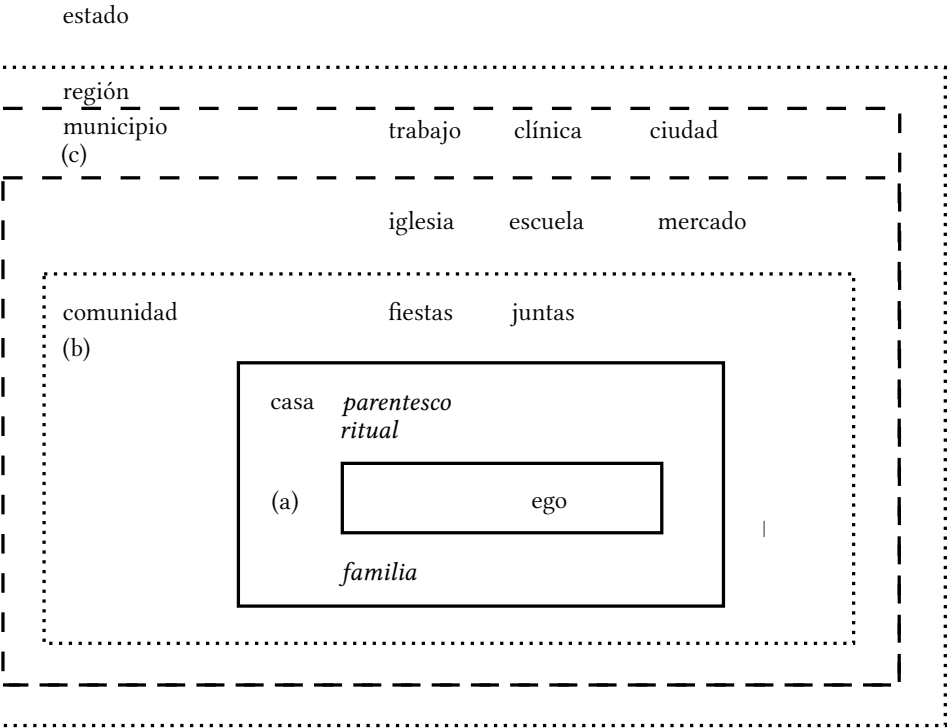 estado
región
municipio trabajo clínica ciudad
(c)
iglesia escuela mercado
comunidad fiestas juntas
(b)
casa parentesco
ritual
(a) ego
familia